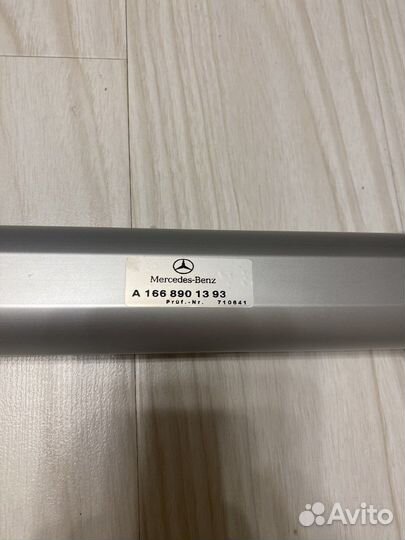 Mercedes-Benz
A 166 890 13 93
Prüf.-Nr. 710641
Avito